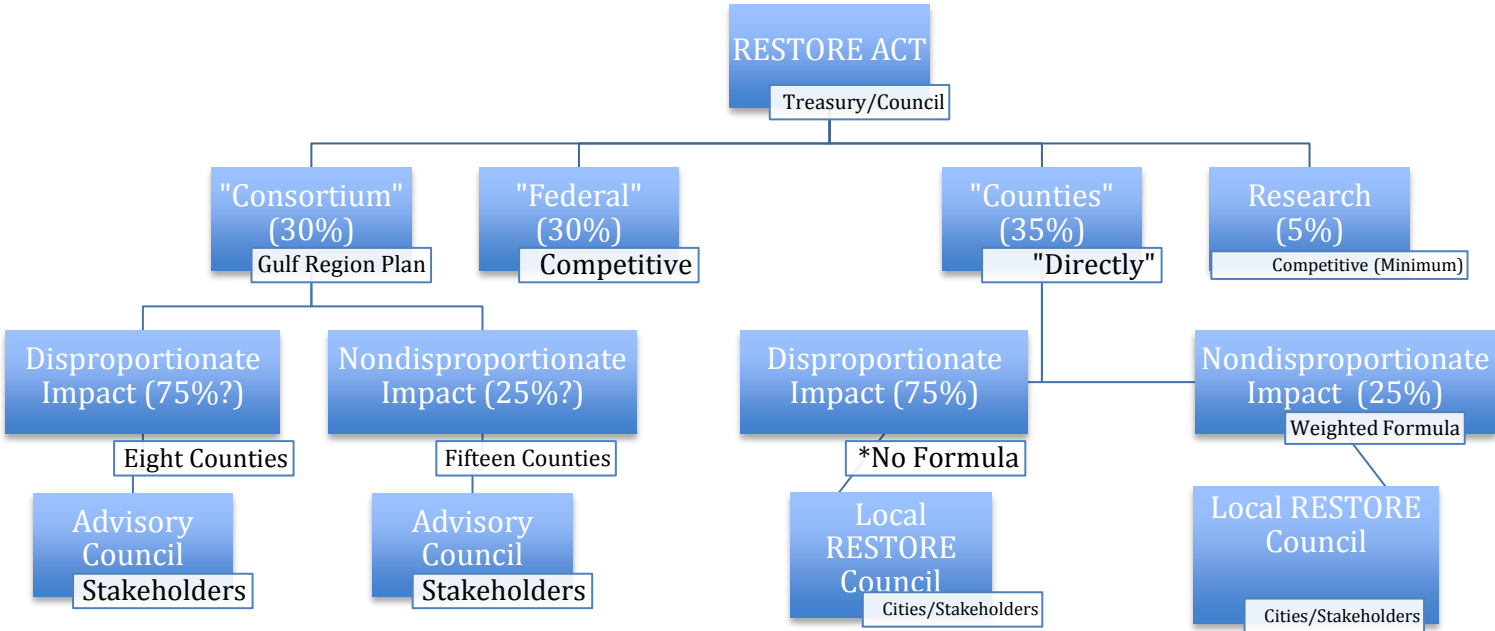 RESTORE ACT
Treasury/Council
"Consortium"
(30%)
Gulf Region Plan
"Federal"
(30%)
Competitive
"Counties"
(35%)
"Directly"
Research
(5%)
Competitive (Minimum)
Disproportionate
Impact (75%?)
Eight Counties
Nondisproportionate
Impact (25%?)
Fifteen Counties
Disproportionate
Impact (75%)
*No Formula
Nondisproportionate
Impact (25%)
Weighted Formula
Advisory
Council
Stakeholders
Advisory
Council
Stakeholders
Local
RESTORE
Council
Cities/Stakeholders
Local RESTORE
Council
Cities/Stakeholders